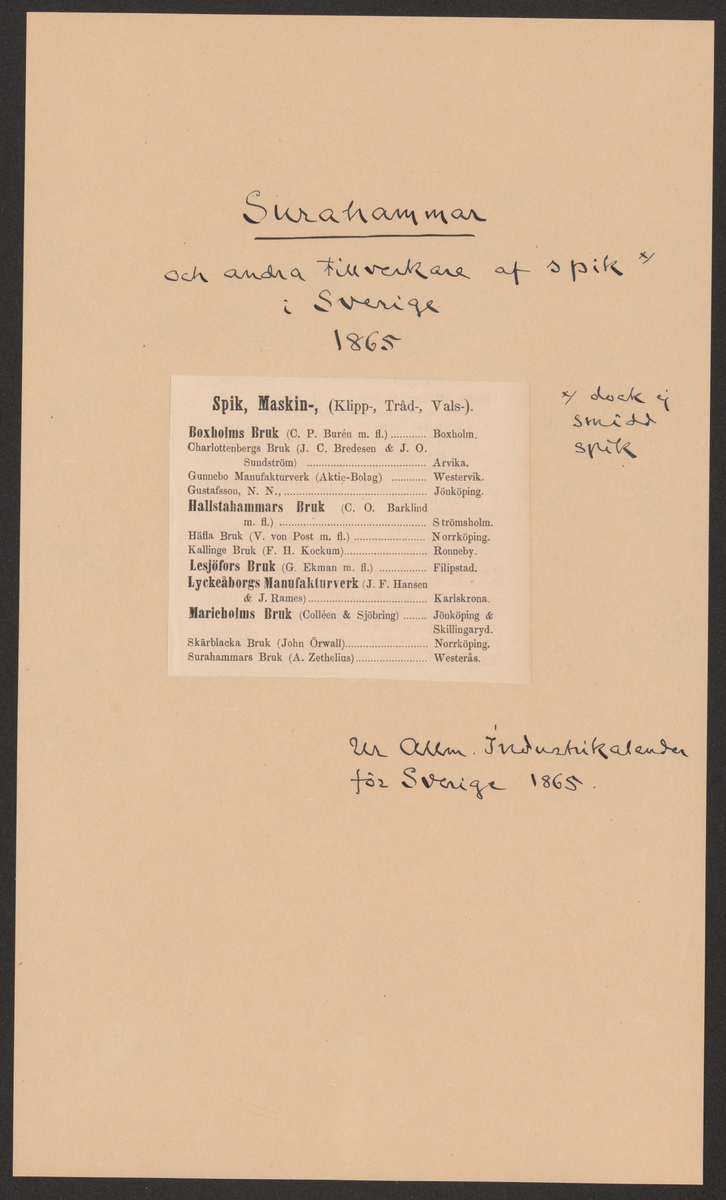 Surahammar
och andra tillverkare af spik x/
i Sverige
1865
x/ dock ej
smidd
spik
Spik, Maskin-, (Klipp-, Tråd-, Vals-).
Boxholms Bruk (C. P. Burén m. fl.)............ Boxholm.
Charlottenbergs Bruk (J. C. Bredesen & J. O.
Sundström) ........................................ Arvika.
Gunnebo Manufakturverk (Aktie-Bolag) ............ Westervik.
Gustafsson, N. N.,................................................ Jönköping.
Hallstahammars Bruk (C. O. Barklind
m. fl.) .................................................. Strömsholm.
Häfla Bruk (V. von Post m. fl.) ........................ Norrköping.
Kallinge Bruk (F. H. Kockum)............................ Ronneby.
Lesjöfors Bruk (G. Ekman m. fl.) ................ Filipstad.
Lyckeåborgs Manufakturverk (J. F. Hansen
& J. Rames)........................................ Karlskrona.
Marieholms Bruk (Colléen & Sjöbring) ........ Jönköping &
Skillingaryd.
Skärblacka Bruk (John Örwall)............................ Norrköping.
Surahammars Bruk (A. Zethelius)........................ Westerås.
Ur Allm. Industrikalender
för Sverige 1865.